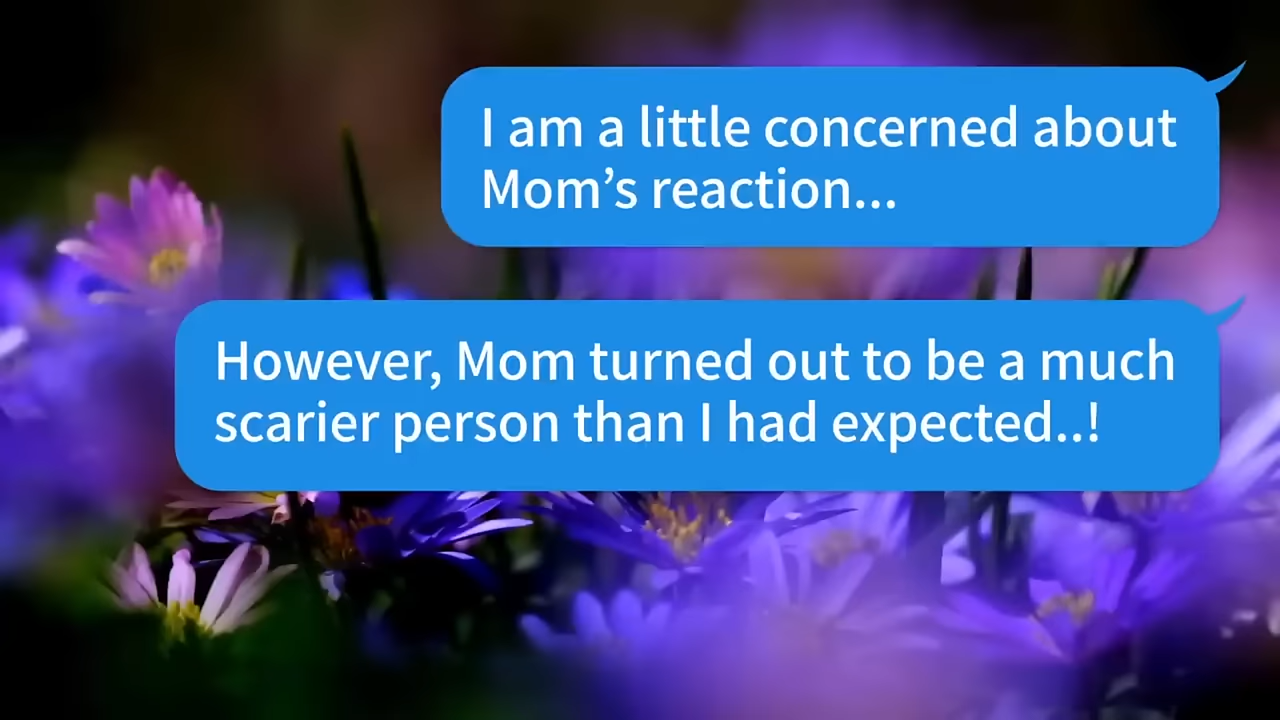 I am a little concerned about
Mom’s reaction...
However, Mom turned out to be a much
scarier person than I had expected..!